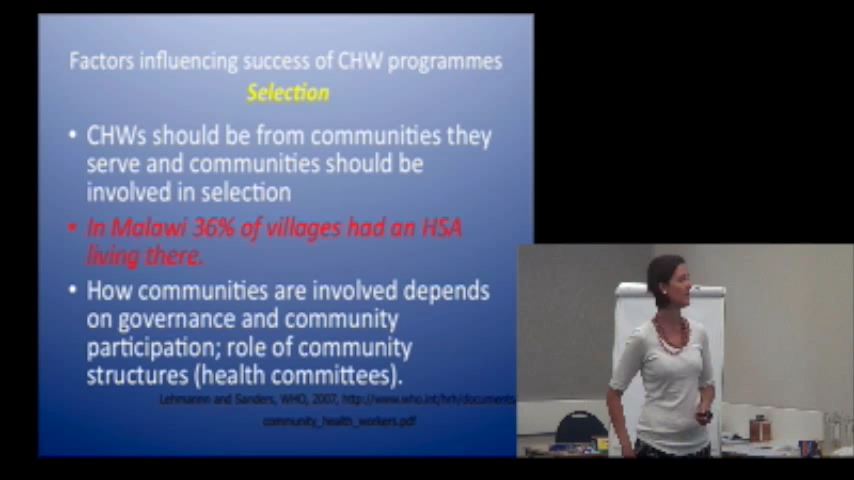 Factors influencing success of CHW programmes
Selection
• CHWs should be from communities they
serve and communities should be
involved in selection
• In Malawi 36% of villages had an HSA
living there.
• How communities are involved depends
on governance and community
participation; role of community
structures (health committees).
Lehmannn and Sanders, WHO, 2007, http://www.who.int/hrh/documents
community_health_workers.pdf